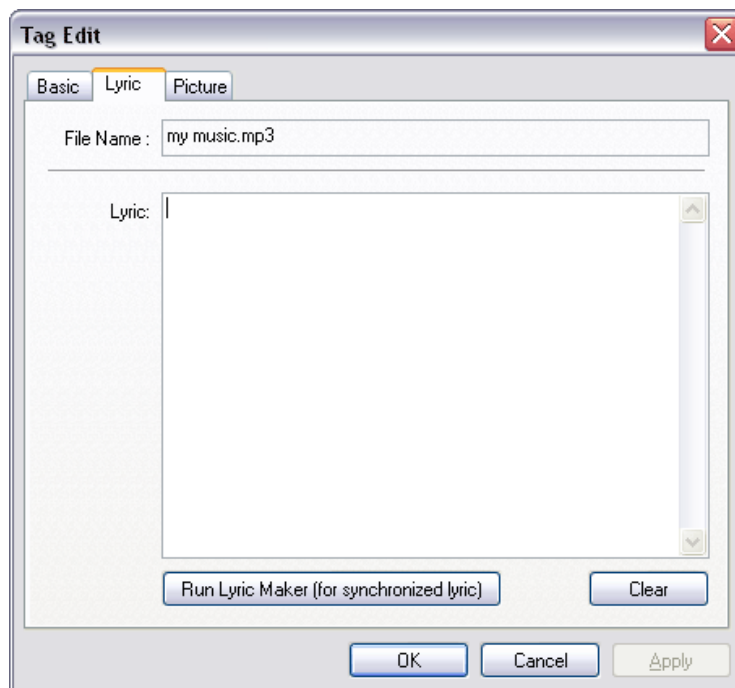 Tag Edit
Basic Lyric Picture
File Name : my music.mp3
Lyric:
Run Lyric Maker (for synchronized lyric) Clear
OK Cancel Apply